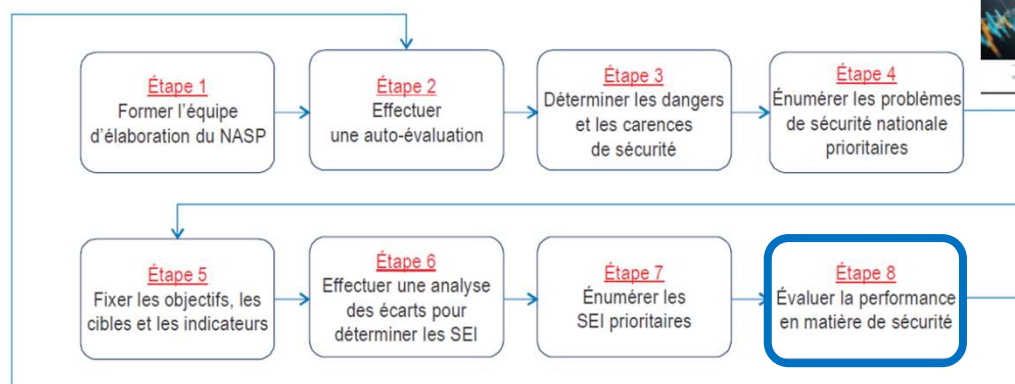 Étape 1
Former l'équipe
d'élaboration du NASP
Étape 2
Effectuer
une auto-évaluation
Étape 3
Déterminer les dangers
et les carences
de sécurité
Étape 4
Énumérer les problèmes
de sécurité nationale
prioritaires
Étape 5
Fixer les objectifs, les
cibles et les indicateurs
Étape 6
Effectuer une analyse
des écarts pour
déterminer les SEI
Étape 7
Énumérer les
SEI prioritaires
Étape 8
Évaluer la performance
en matière de sécurité